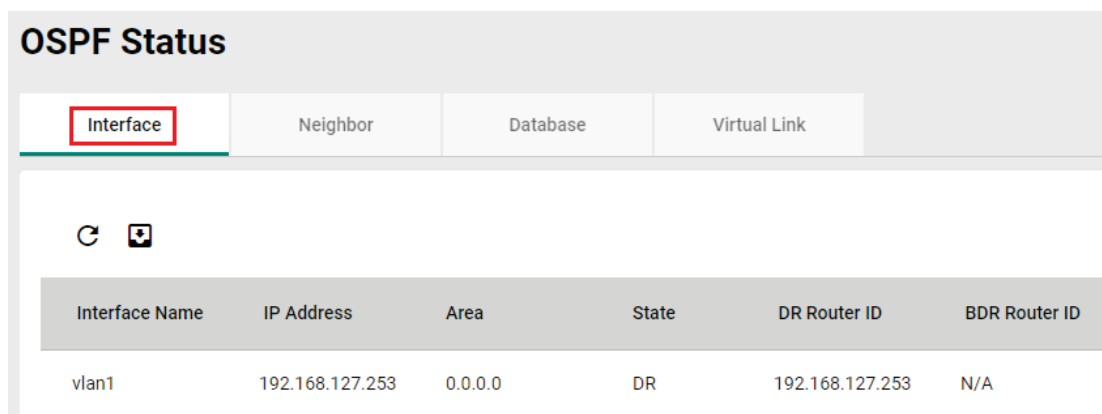 OSPF Status
Interface Neighbor Database Virtual Link
Interface Name IP Address Area State DR Router ID BDR Router ID
vlan1 192.168.127.253 0.0.0.0 DR 192.168.127.253 N/A